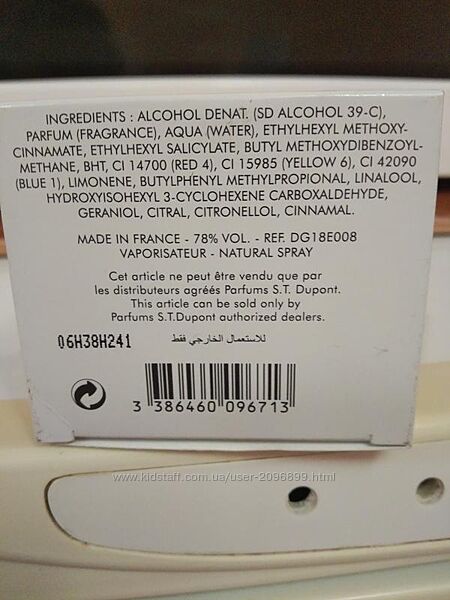 INGREDIENTS : ALCOHOL DENAT. (SD ALCOHOL 39-C),
PARFUM (FRAGRANCE), AQUA (WATER), ETHYLHEXYL METHOXY-
CINNAMATE, ETHYLHEXYL SALICYLATE, BUTYL METHOXYDIBENZOYL-
METHANE, BHT, CI 14700 (RED 4), CI 15985 (YELLOW 6), CI 42090
(BLUE 1), LIMONENE, BUTYLPHENYL METHYLPROPIONAL, LINALOOL,
HYDROXYISOHEXYL 3-CYCLOHEXENE CARBOXALDEHYDE,
GERANIOL, CITRAL, CITRONELLOL, CINNAMAL.
MADE IN FRANCE - 78% VOL. - REF. DG18E008
VAPORISATEUR - NATURAL SPRAY
Cet article ne peut être vendu que par
les distributeurs agréés Parfums S.T. Dupont.
This article can be sold only by
Parfums S.T.Dupont authorized dealers.
06H38H241 للاستعمال الخارجي فقط
3 386460 096713
www.kidstaff.com.ua/user-2096899.html